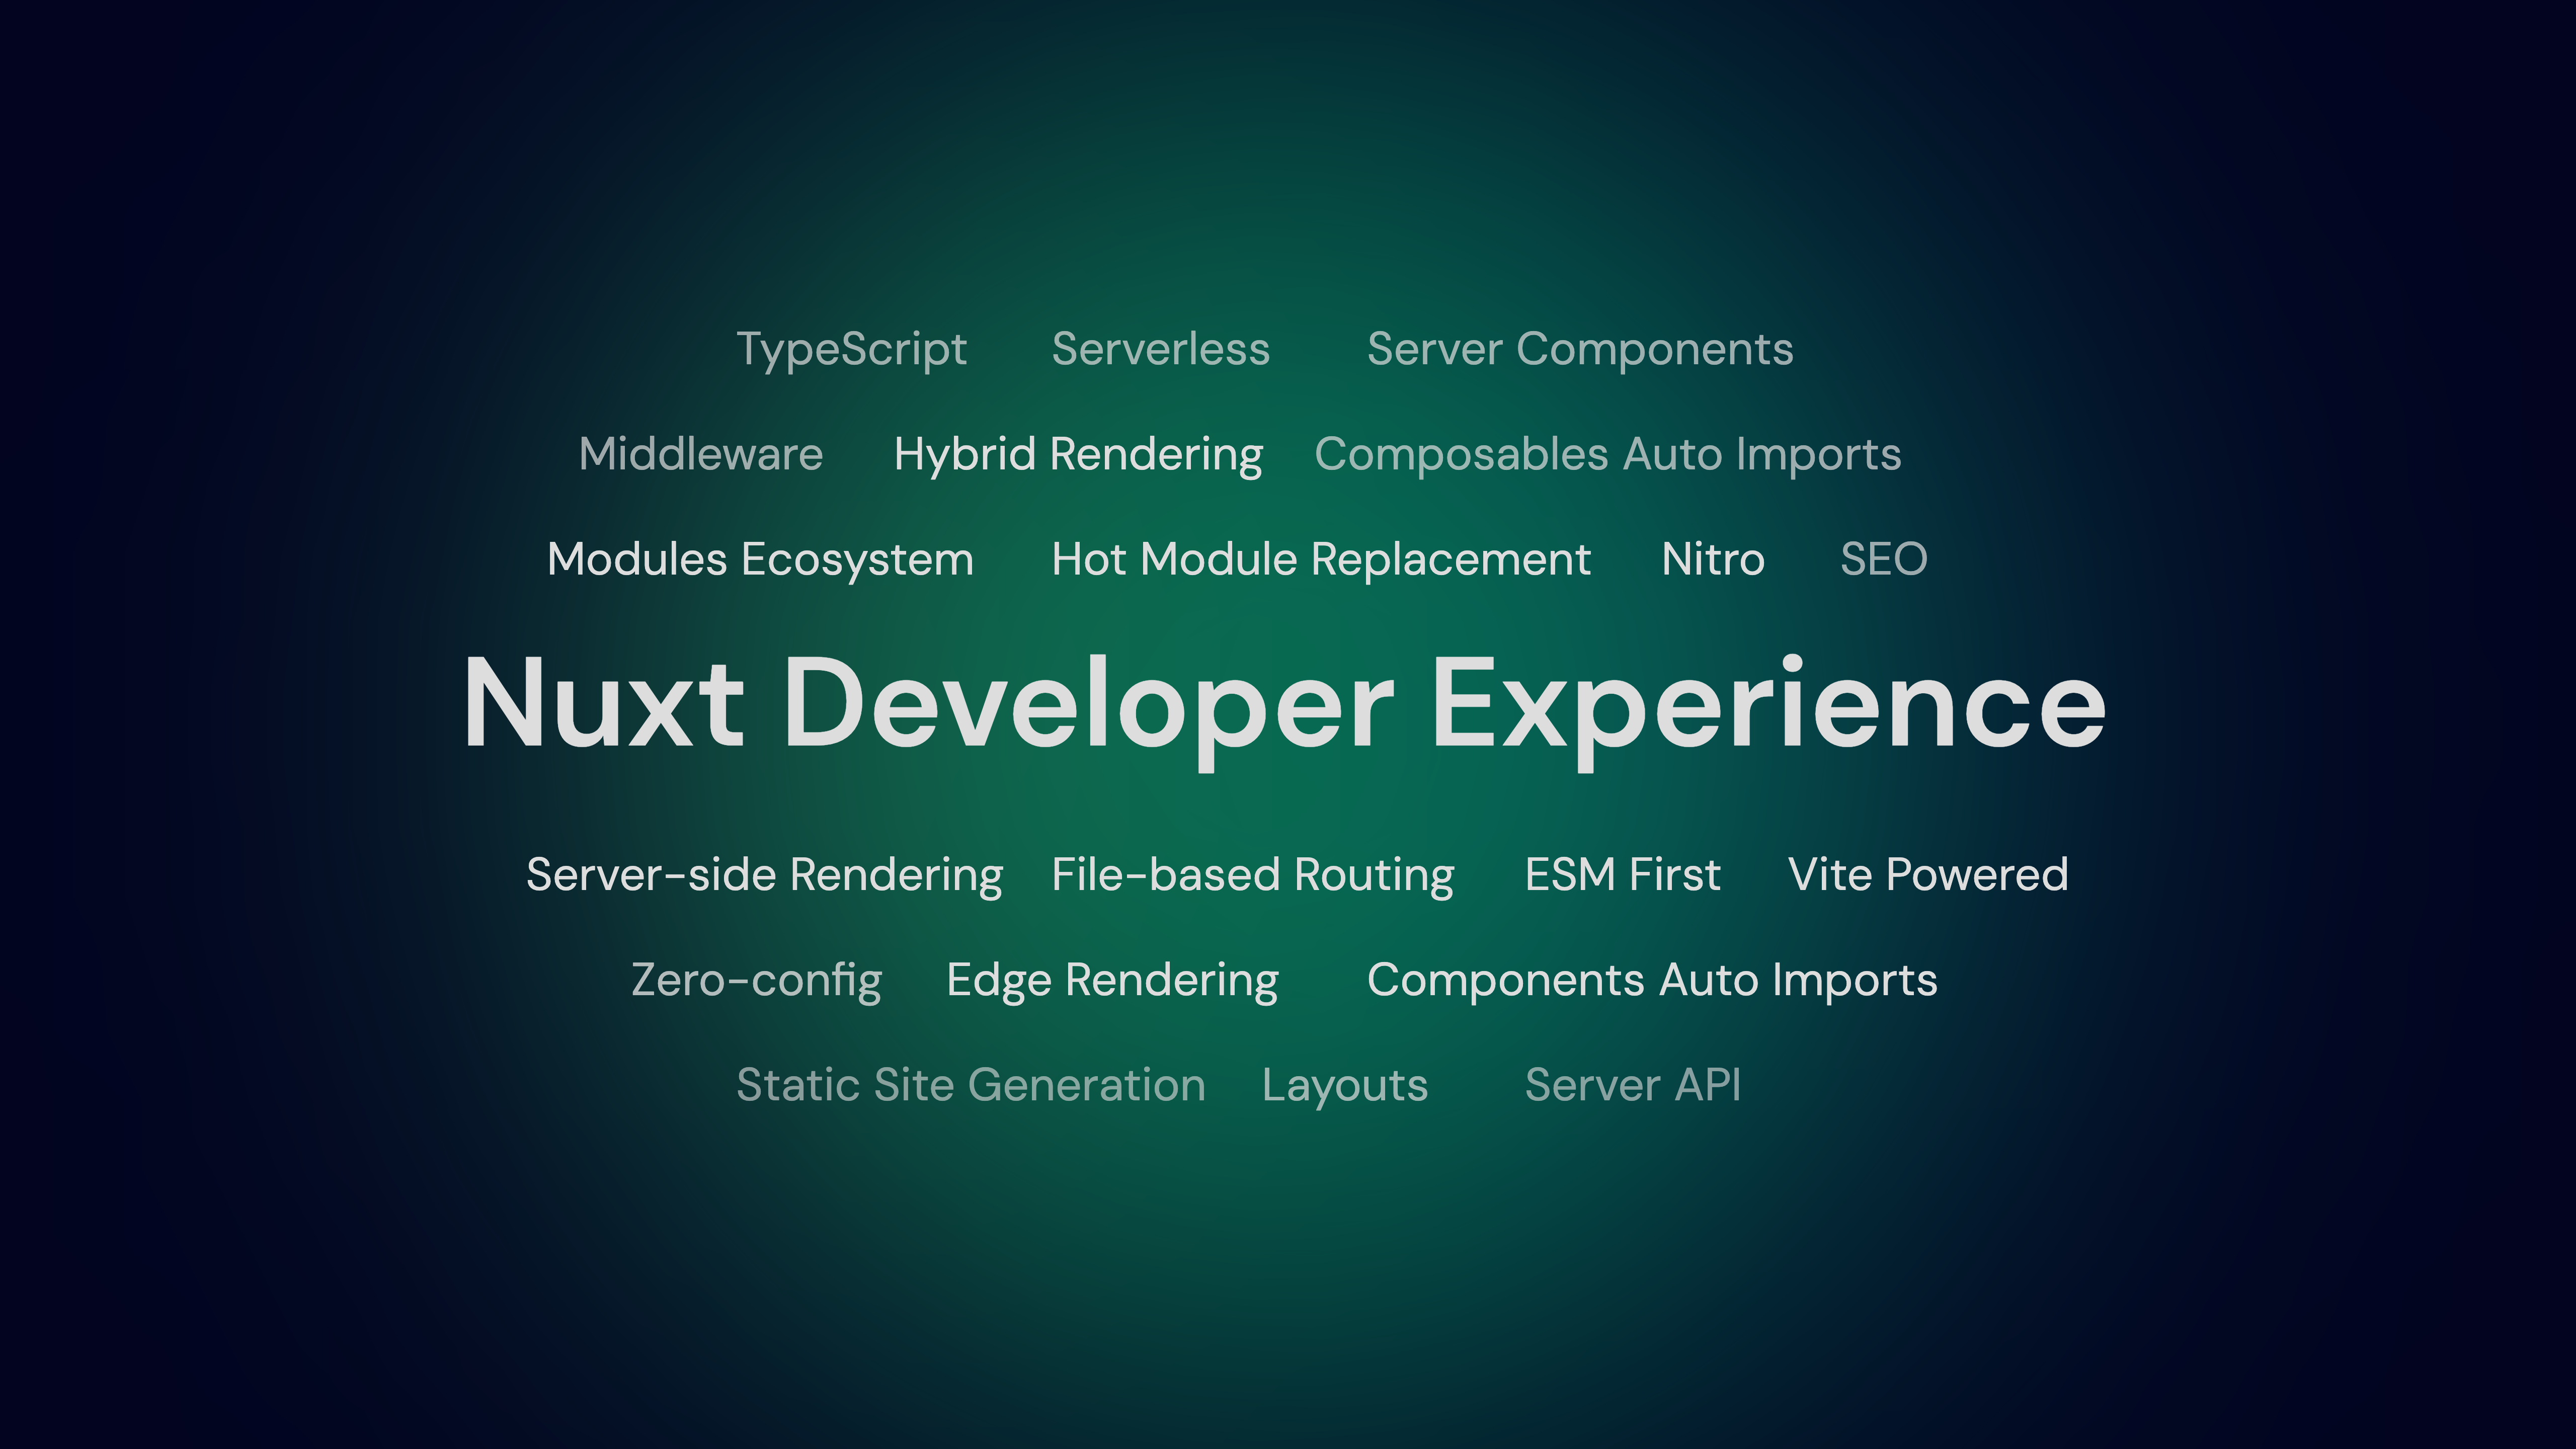 TypeScript Serverless Server Components
Middleware Hybrid Rendering Composables Auto Imports
Modules Ecosystem Hot Module Replacement Nitro SEO
Nuxt Developer Experience
Server-side Rendering File-based Routing ESM First Vite Powered
Zero-config Edge Rendering Components Auto Imports
Static Site Generation Layouts Server API